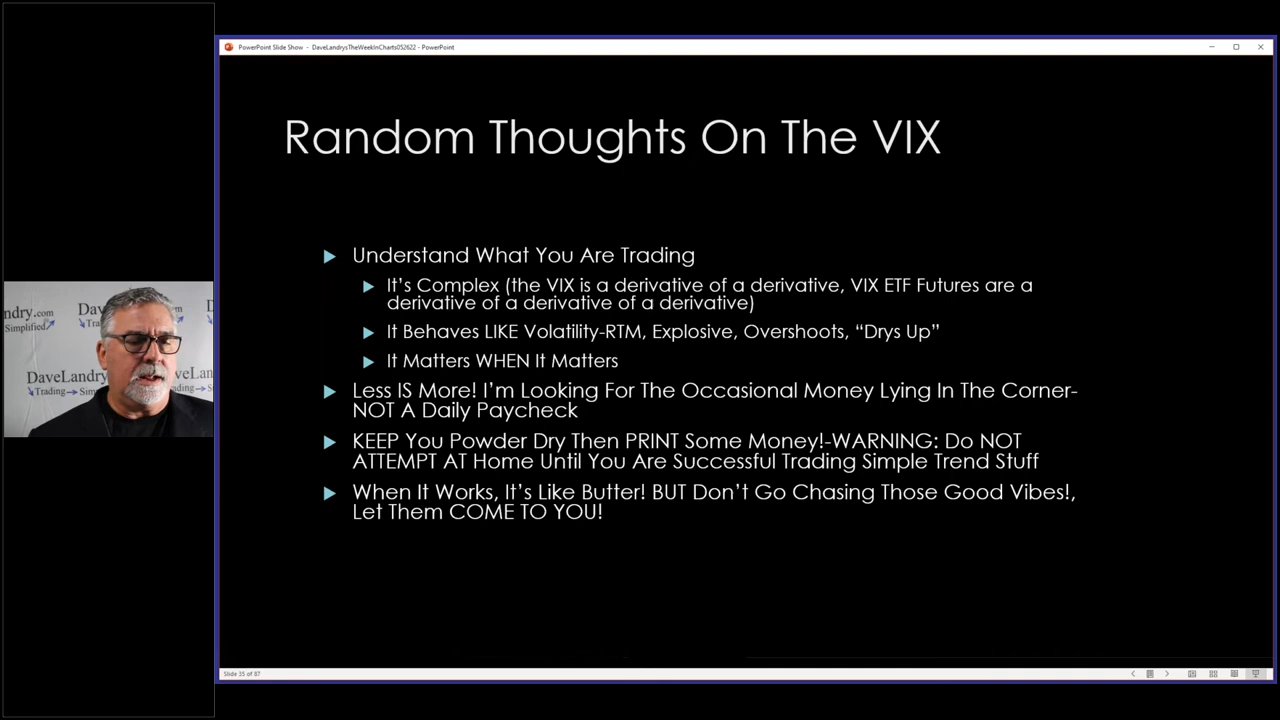 PowerPoint Slide Show - DaveLandrysTheWeekInCharts052622 - PowerPoint
Random Thoughts On The VIX
Understand What You Are Trading
It's Complex (the VIX is a derivative of a derivative, VIX ETF Futures are a
derivative of a derivative of a derivative)
It Behaves LIKE Volatility-RTM, Explosive, Overshoots, "Drys Up"
It Matters WHEN It Matters
Less IS More! I'm Looking For The Occasional Money Lying In The Corner-
NOT A Daily Paycheck
KEEP You Powder Dry Then PRINT Some Money!-WARNING: Do NOT
ATTEMPT AT Home Until You Are Successful Trading Simple Trend Stuff
When It Works, It's Like Butter! BUT Don't Go Chasing Those Good Vibes!,
Let Them COME TO YOU!
ndry.com
Simplified
DaveLandry
Trading
Slide 35 of 87